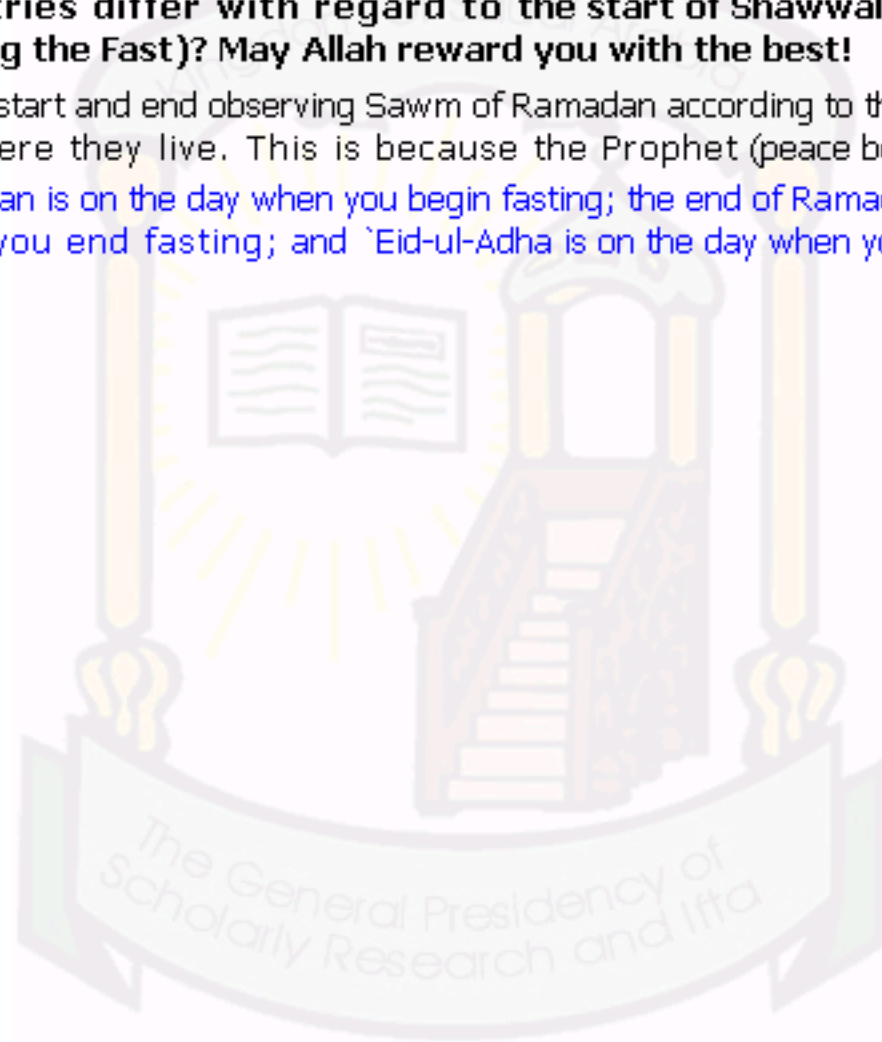 tries differ with regard to the start of Shawwal
g the Fast)? May Allah reward you with the best!
start and end observing Sawm of Ramadan according to th
ere they live. This is because the Prophet (peace b
an is on the day when you begin fasting; the end of Rama
you end fasting; and `Eid-ul-Adha is on the day when y
The General Presidency of
Scholarly Research and Ifta